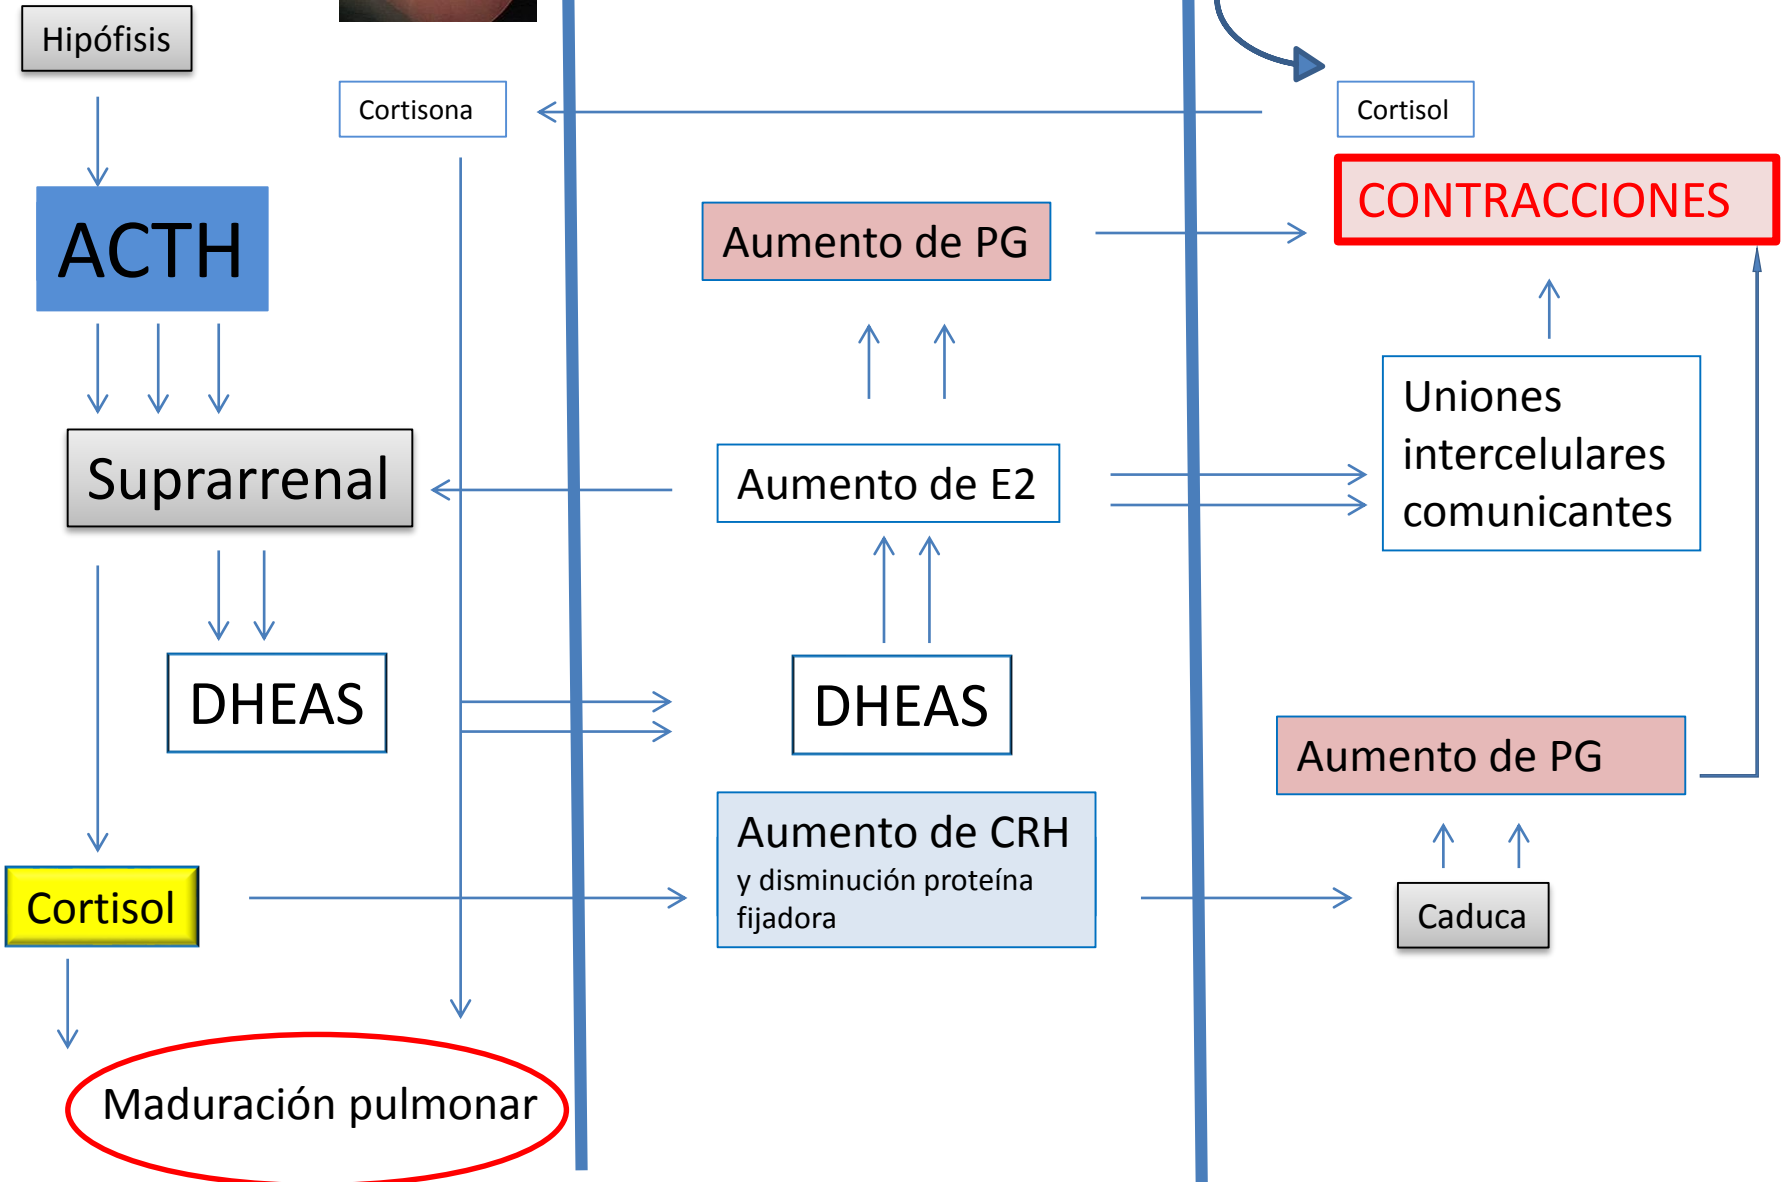 Hipófisis
Cortisona
Cortisol
CONTRACCIONES
ACTH
Aumento de PG
Uniones
intercelulares
comunicantes
Suprarrenal
Aumento de E2
DHEAS
DHEAS
Aumento de PG
Aumento de CRH
y disminución proteína
fijadora
Cortisol
Caduca
Maduración pulmonar